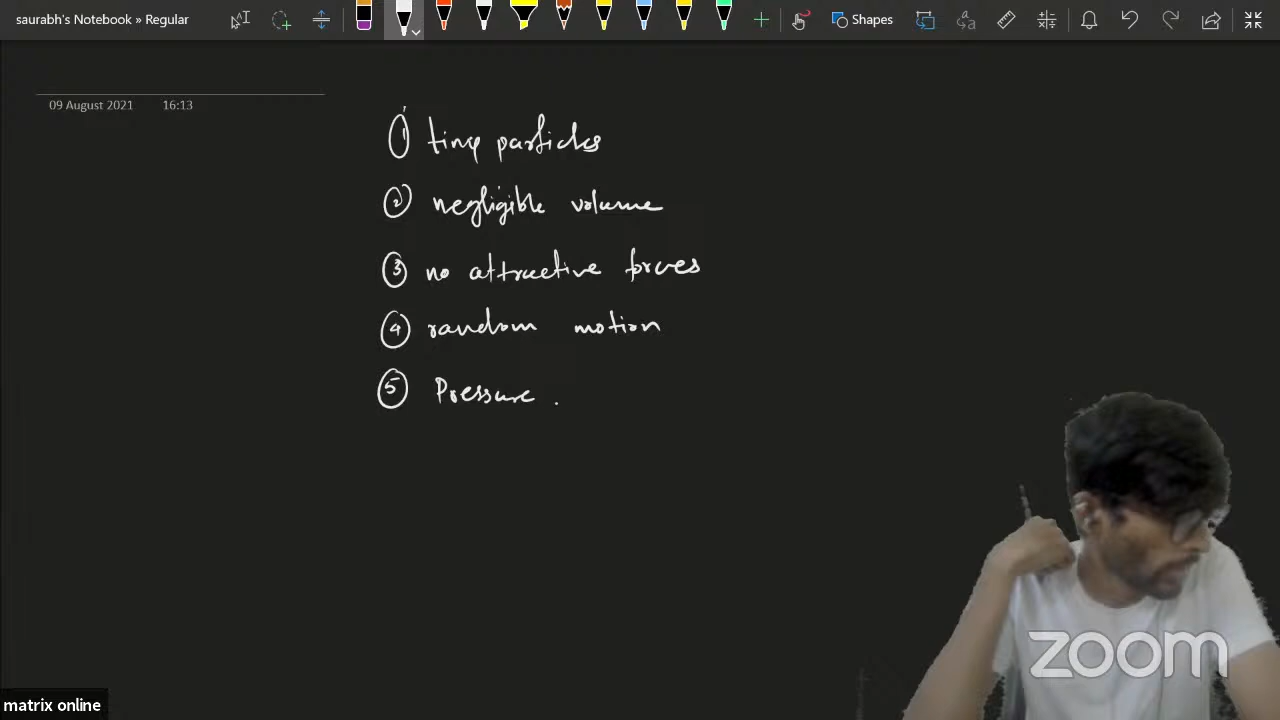 saurabh's Notebook » Regular
Shapes
09 August 2021 16:13
① tiny particles
② negligible volume
③ no attractive forces
④ random motion
⑤ Pressure .
zoom
matrix online